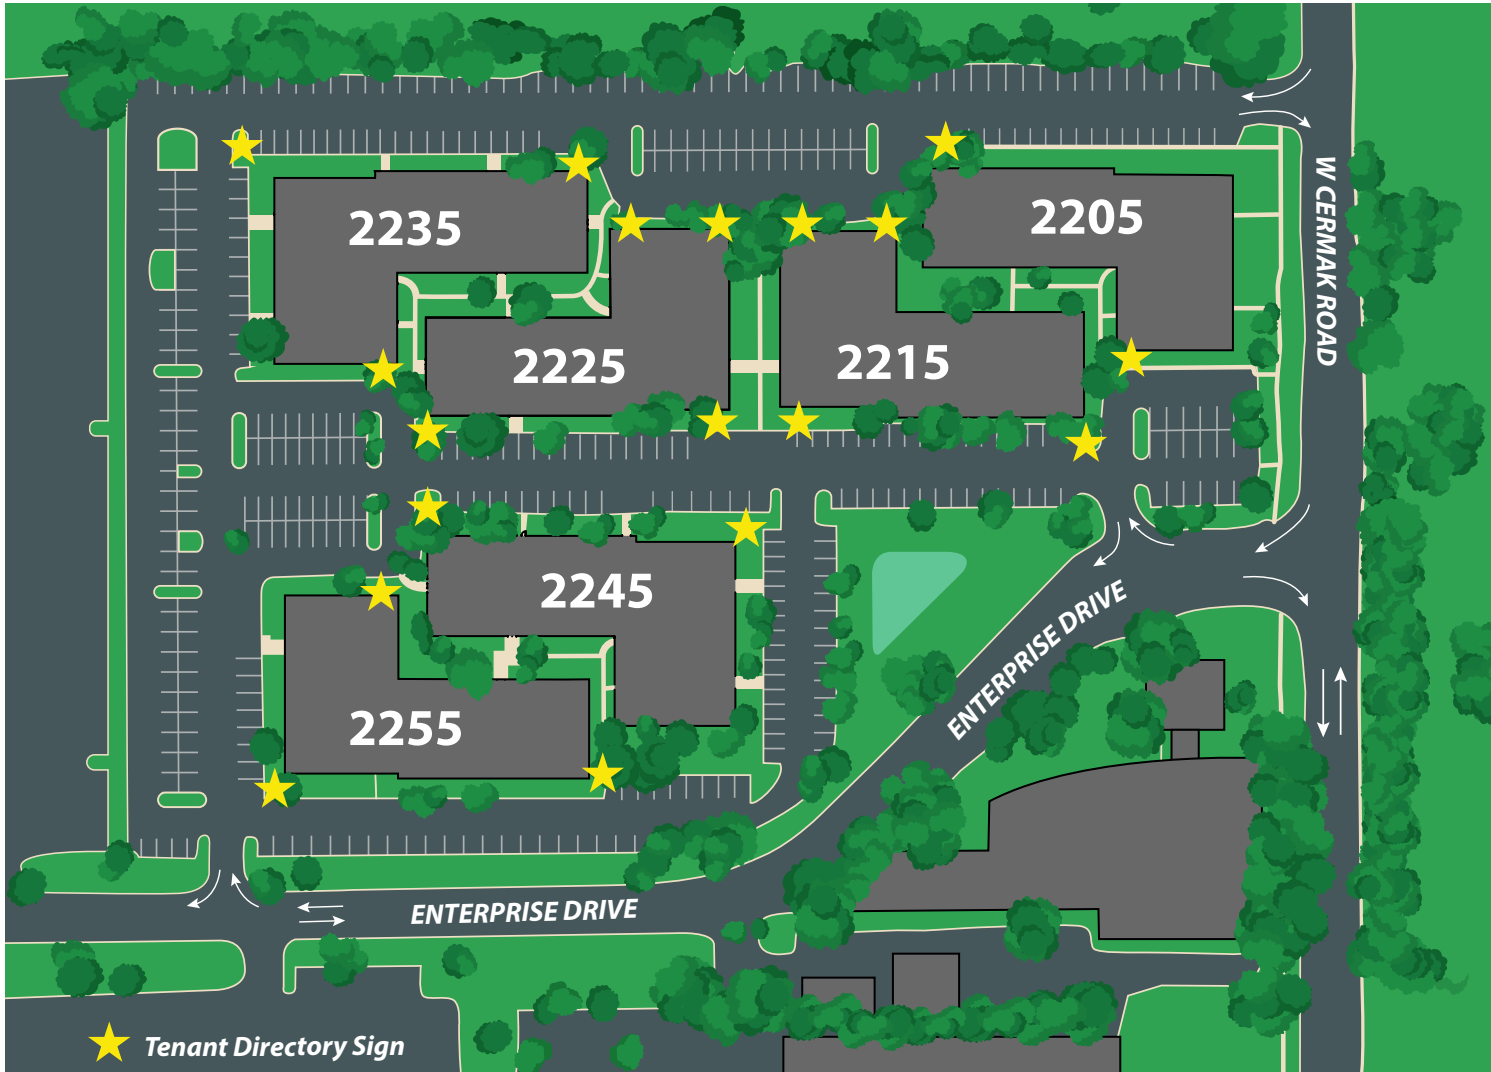 2235
2205
W CERMAK ROAD
2225
2215
2245
ENTERPRISE DRIVE
2255
ENTERPRISE DRIVE
Tenant Directory Sign